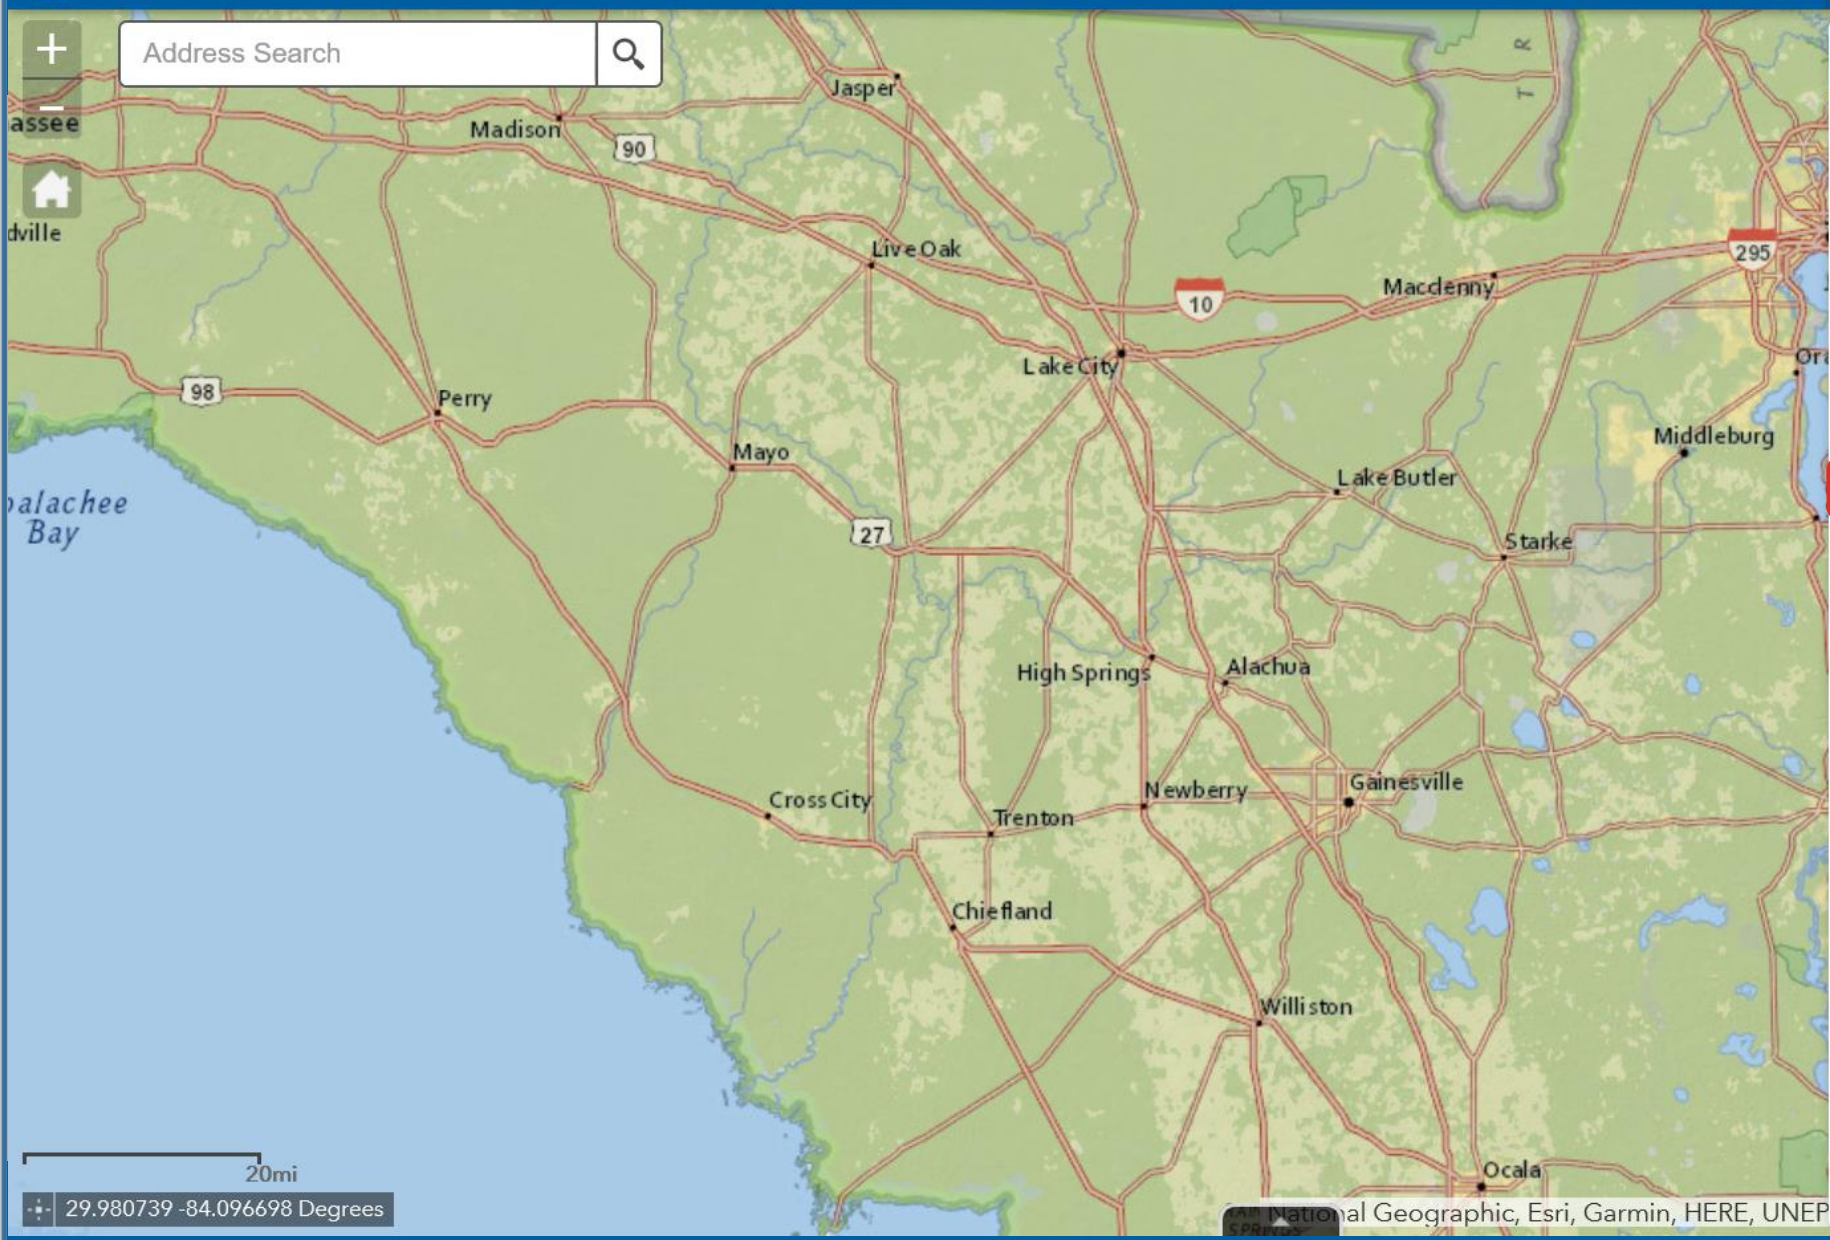 Address Search
Jasper
assee
Madison
90
T R
dville
Live Oak
295
10
Macclenny
Lake City
98
Perry
Mayo
Middleburg
Lake Butler
palachee
Bay
27
Starke
High Springs
Alachua
Cross City
Trenton
Newberry
Gainesville
Chiefland
Williston
20mi
Ocala
29.980739 -84.096698 Degrees
National Geographic, Esri, Garmin, HERE, UNEP
SPRINGS